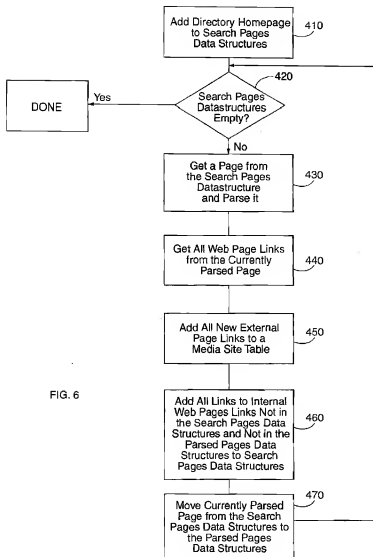 Add Directory Homepage
to Search Pages
Data Structures
410
420
Search Pages
Datastructures
Empty?
Yes
DONE
No
Get a Page from
the Search Pages
Datastructure
and Parse it
430
Get All Web Page Links
from the Currently
Parsed Page
440
Add All New External
Page Links to a
Media Site Table
450
FIG. 6
Add All Links to Internal
Web Pages Links Not in
the Search Pages Data
Structures and Not in the
Parsed Pages Data
Structures to Search
Pages Data Structures
460
Move Currently Parsed
Page from the Search
Pages Data Structures to
the Parsed Pages
Data Structures
470